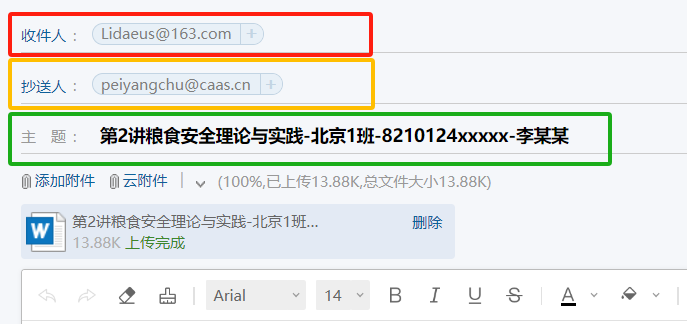 收件人： Lidaeus@163.com
抄送人： peiyangchu@caas.cn
主 题： 第2讲粮食安全理论与实践-北京1班-8210124xxxxx-李某某
添加附件 云附件 (100%,已上传13.88K,总文件大小13.88K)
第2讲粮食安全理论与实践-北京1班... 删除
13.88K 上传完成
Arial 14 B I U S A